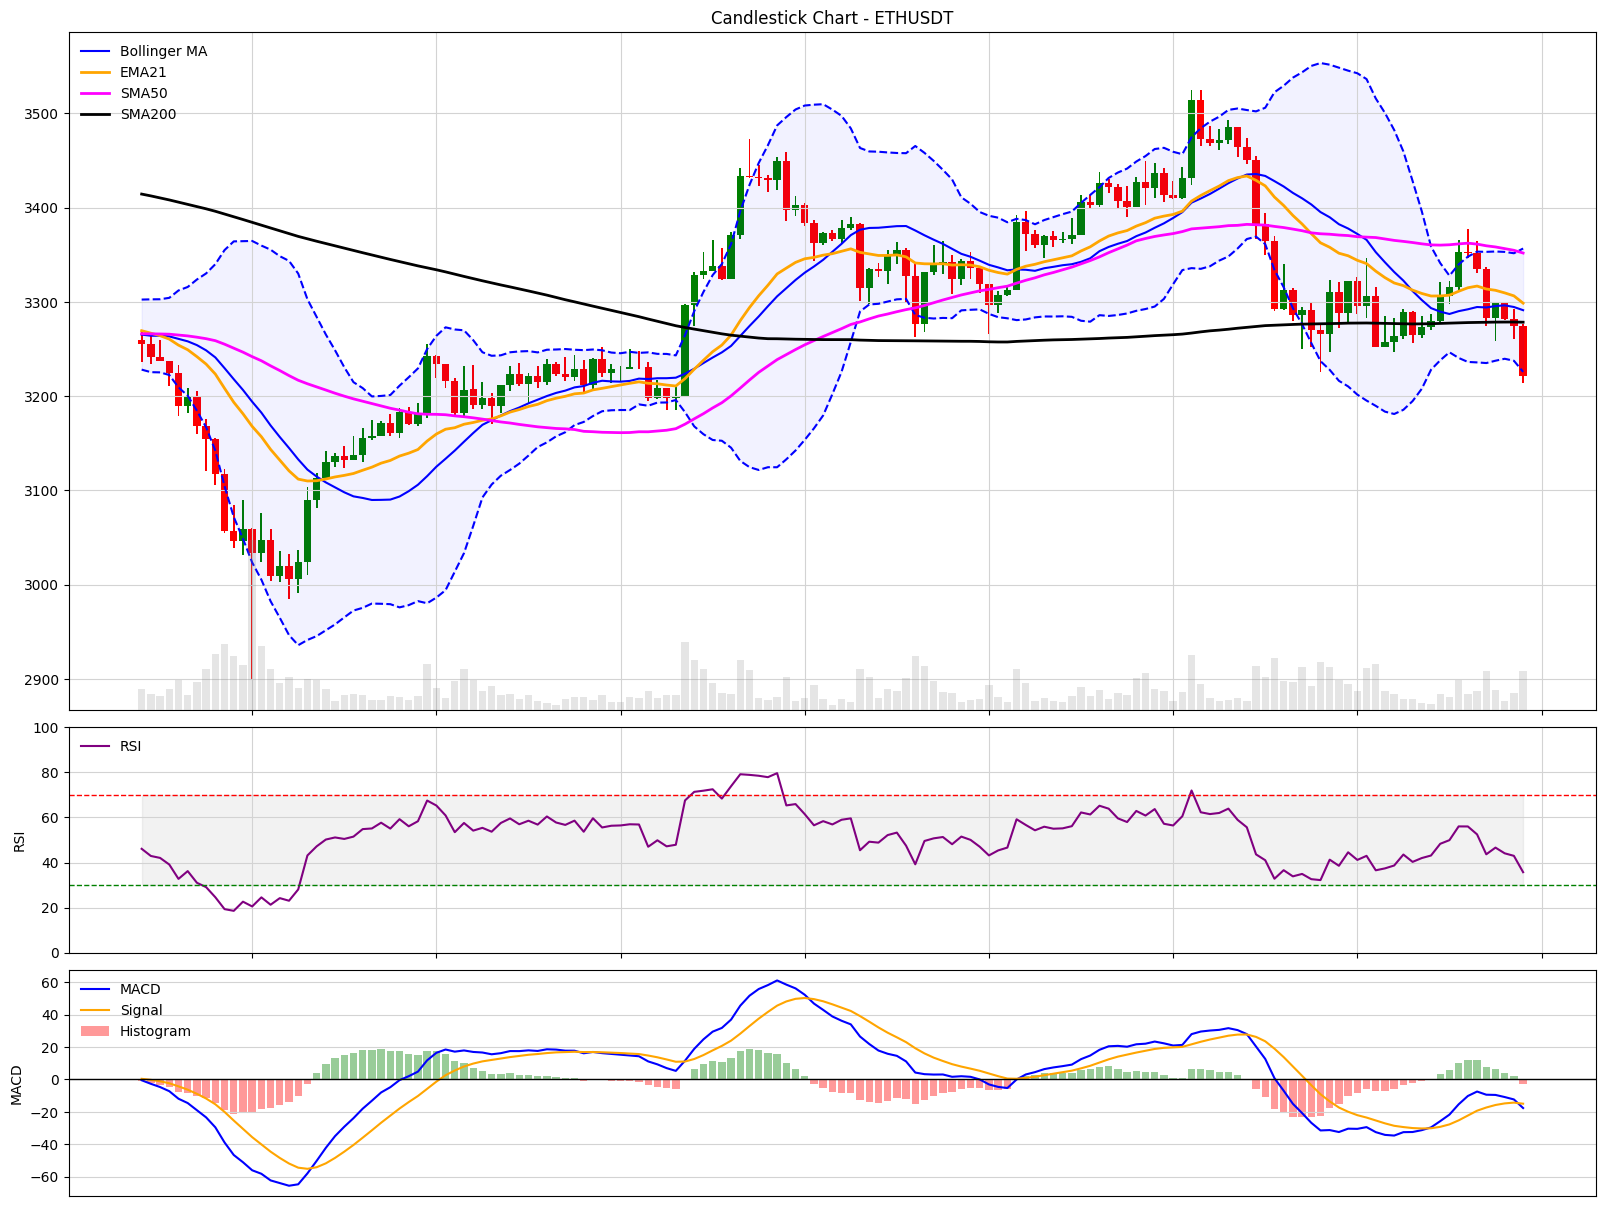 Candlestick Chart - ETHUSDT
Bollinger MA
EMA21
SMA50
SMA200
3500
3400
3300
3200
3100
3000
2900
RSI
100
80
60
40
20
0
RSI
MACD
Signal
Histogram
60
40
20
0
−20
−40
−60
MACD